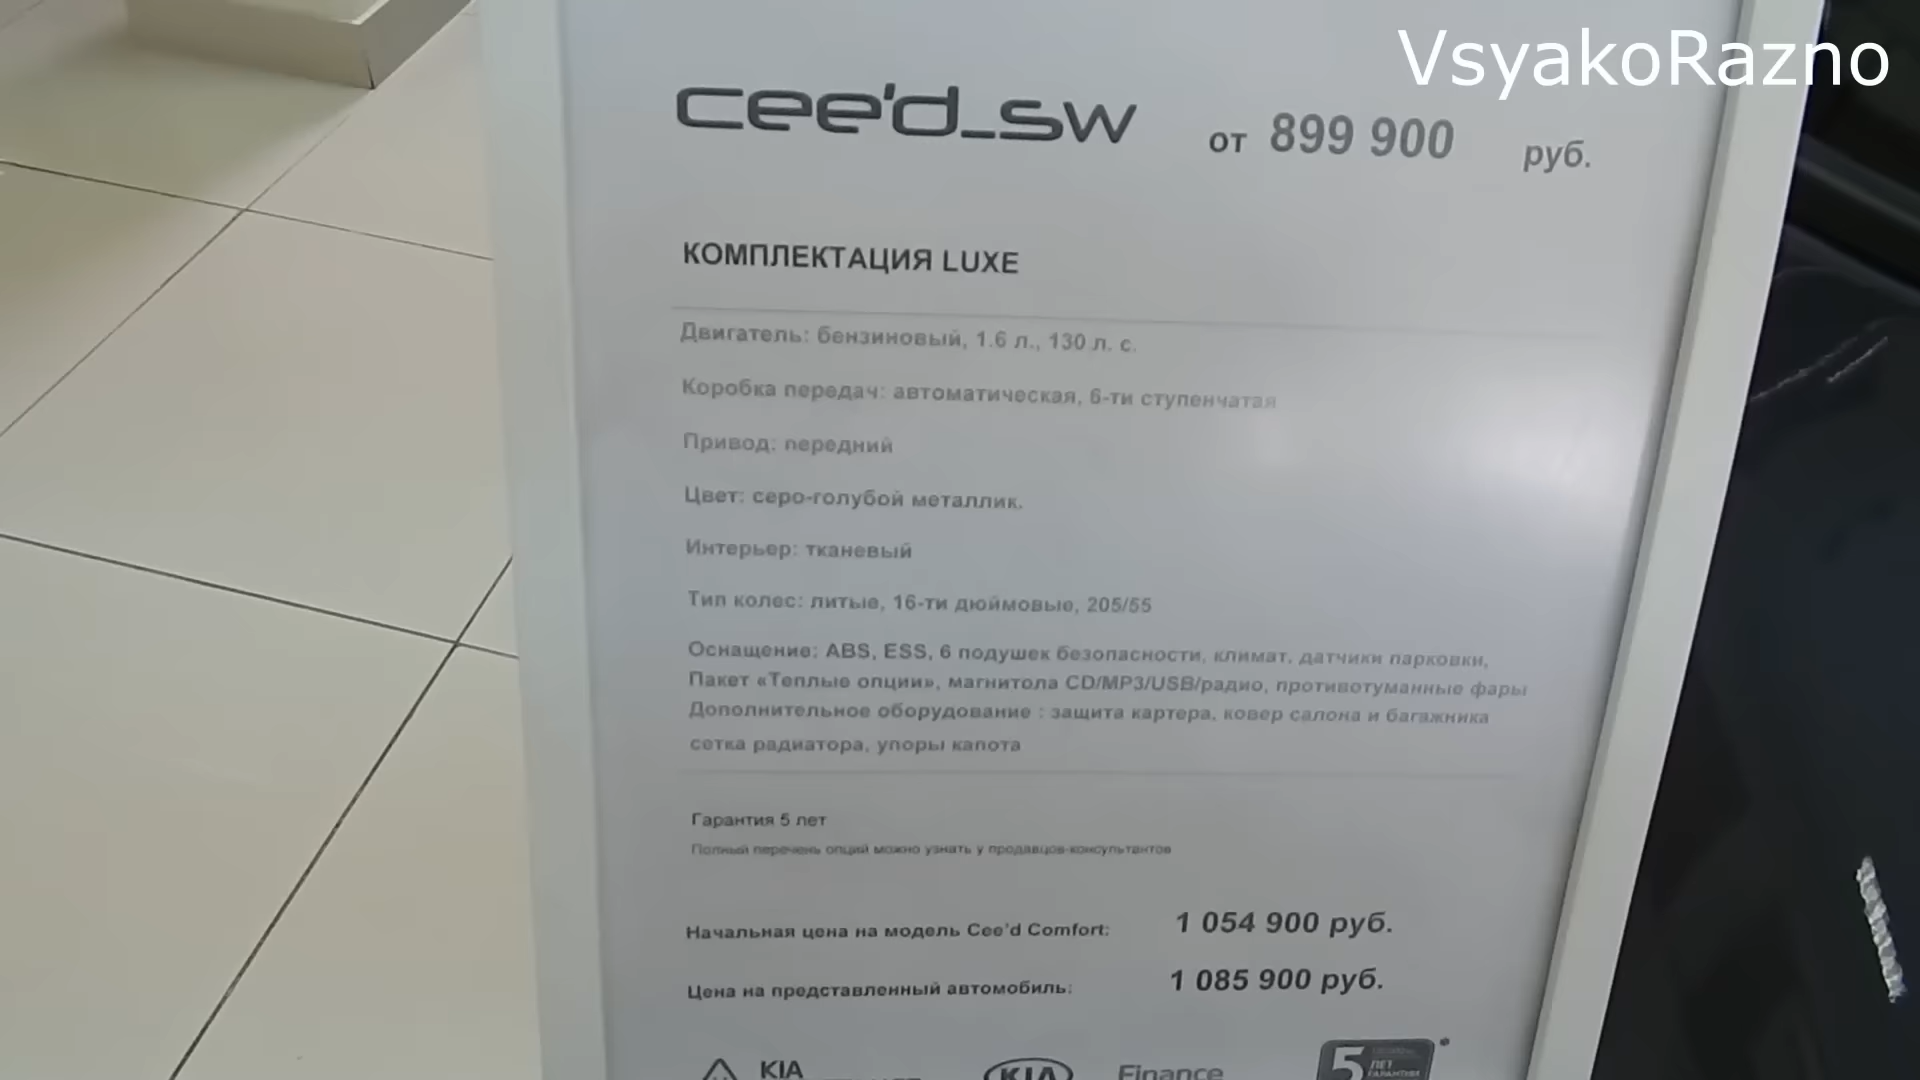 VsyakoRazno
cee'd_sw от 899 900 руб.
КОМПЛЕКТАЦИЯ LUXE
Двигатель: бензиновый, 1.6 л., 130 л. с.
Коробка передач: автоматическая, 6-ти ступенчатая
Привод: передний
Цвет: серо-голубой металлик.
Интерьер: тканевый
Тип колес: литые, 16-ти дюймовые, 205/55
Оснащение: ABS, ESS, 6 подушек безопасности, климат, датчики парковки,
Пакет «Теплые опции», магнитола CD/MP3/USB/радио, противотуманные фары
Дополнительное оборудование : защита картера, ковер салона и багажника
сетка радиатора, упоры капота
Гарантия 5 лет
Полный перечень опций можно узнать у продавцов-консультантов
Начальная цена на модель Cee'd Comfort: 1 054 900 руб.
Цена на представленный автомобиль: 1 085 900 руб.
KIA KIA Finance 5 ЛЕТ